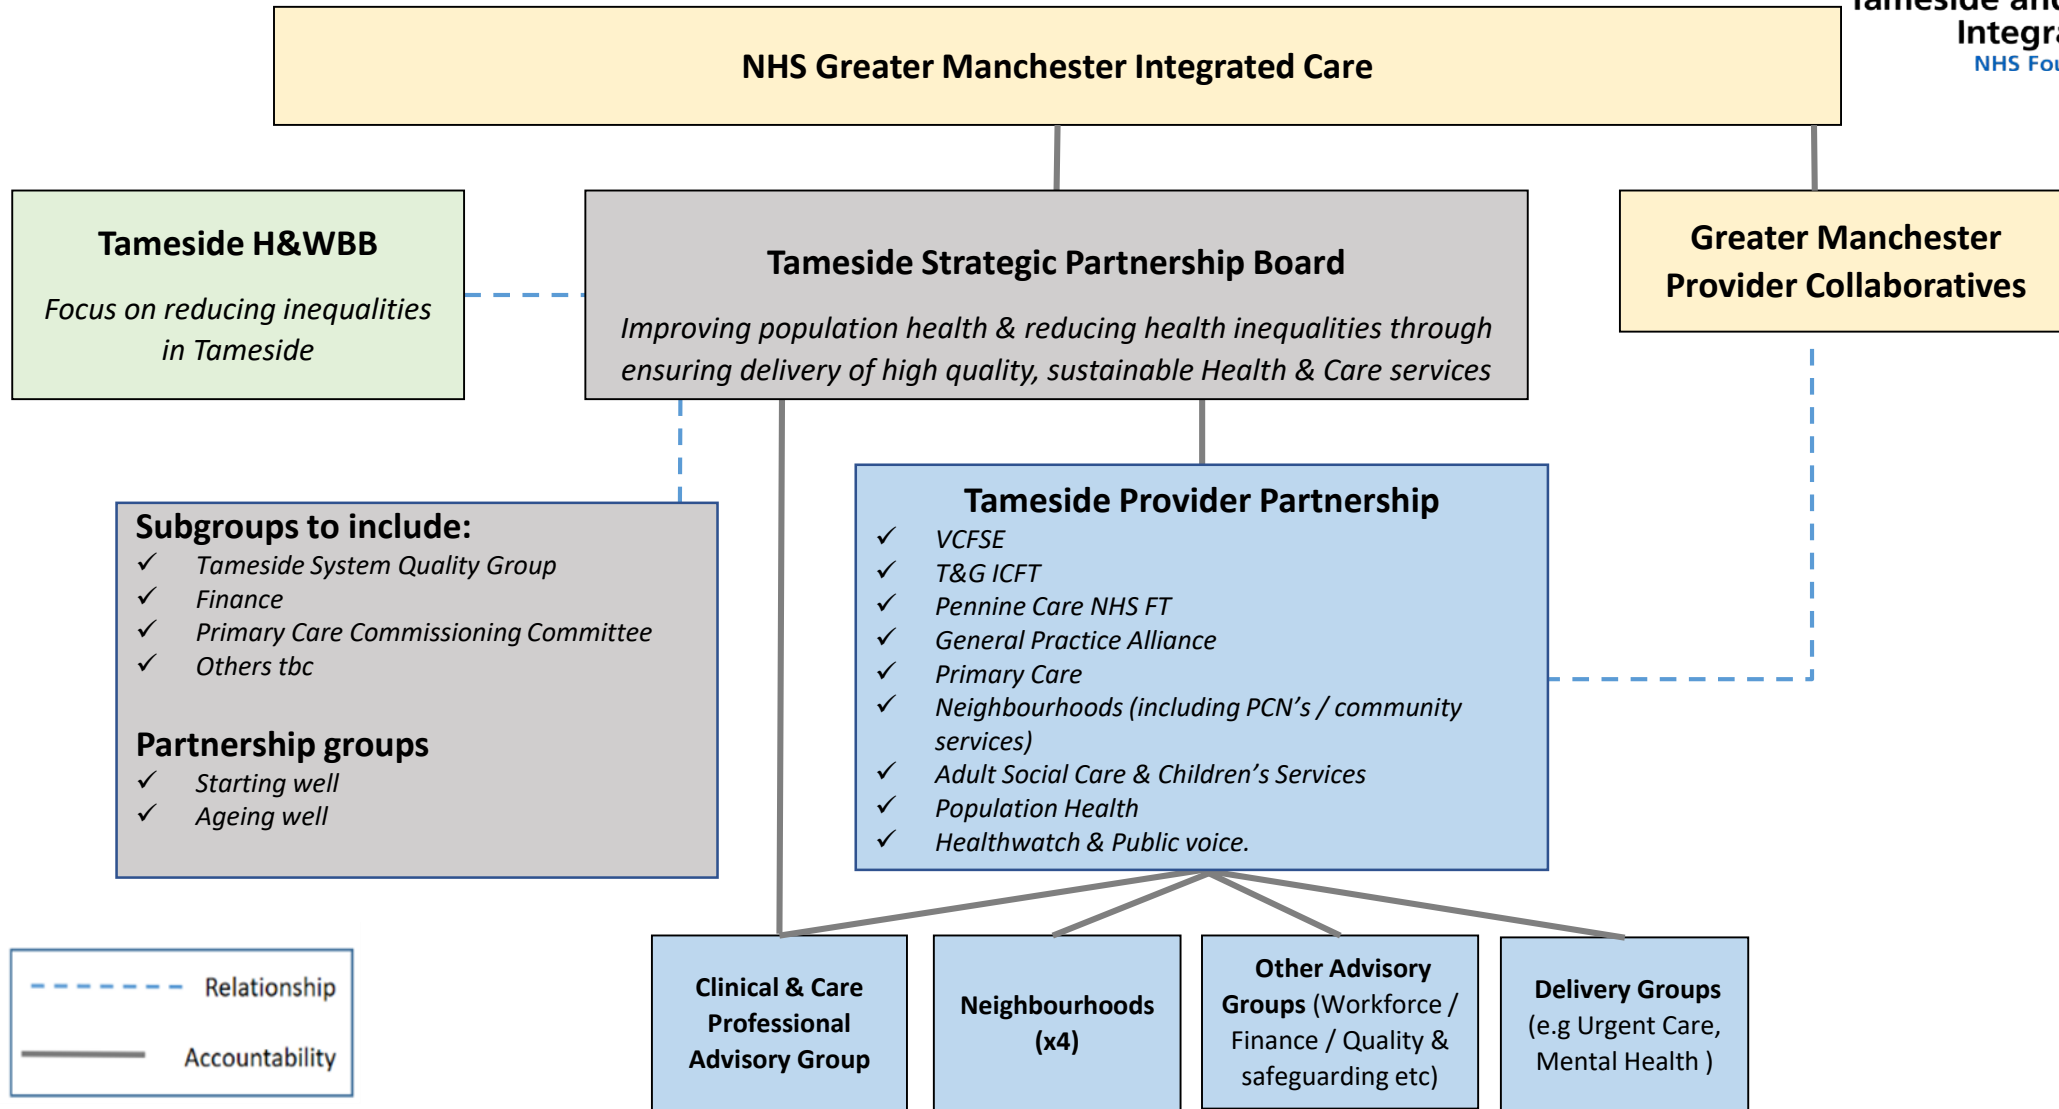 Tameside and
Integra
NHS Fou
NHS Greater Manchester Integrated Care
Tameside H&WBB
Focus on reducing inequalities
in Tameside
Tameside Strategic Partnership Board
Improving population health & reducing health inequalities through
ensuring delivery of high quality, sustainable Health & Care services
Greater Manchester
Provider Collaboratives
Subgroups to include:
✓ Tameside System Quality Group
✓ Finance
✓ Primary Care Commissioning Committee
✓ Others tbc
Partnership groups
✓ Starting well
✓ Ageing well
Tameside Provider Partnership
✓ VCFSE
✓ T&G ICFT
✓ Pennine Care NHS FT
✓ General Practice Alliance
✓ Primary Care
✓ Neighbourhoods (including PCN's / community
services)
✓ Adult Social Care & Children’s Services
✓ Population Health
✓ Healthwatch & Public voice.
Relationship
Accountability
Clinical & Care
Professional
Advisory Group
Neighbourhoods
(x4)
Other Advisory
Groups (Workforce /
Finance / Quality &
safeguarding etc)
Delivery Groups
(e.g Urgent Care,
Mental Health )